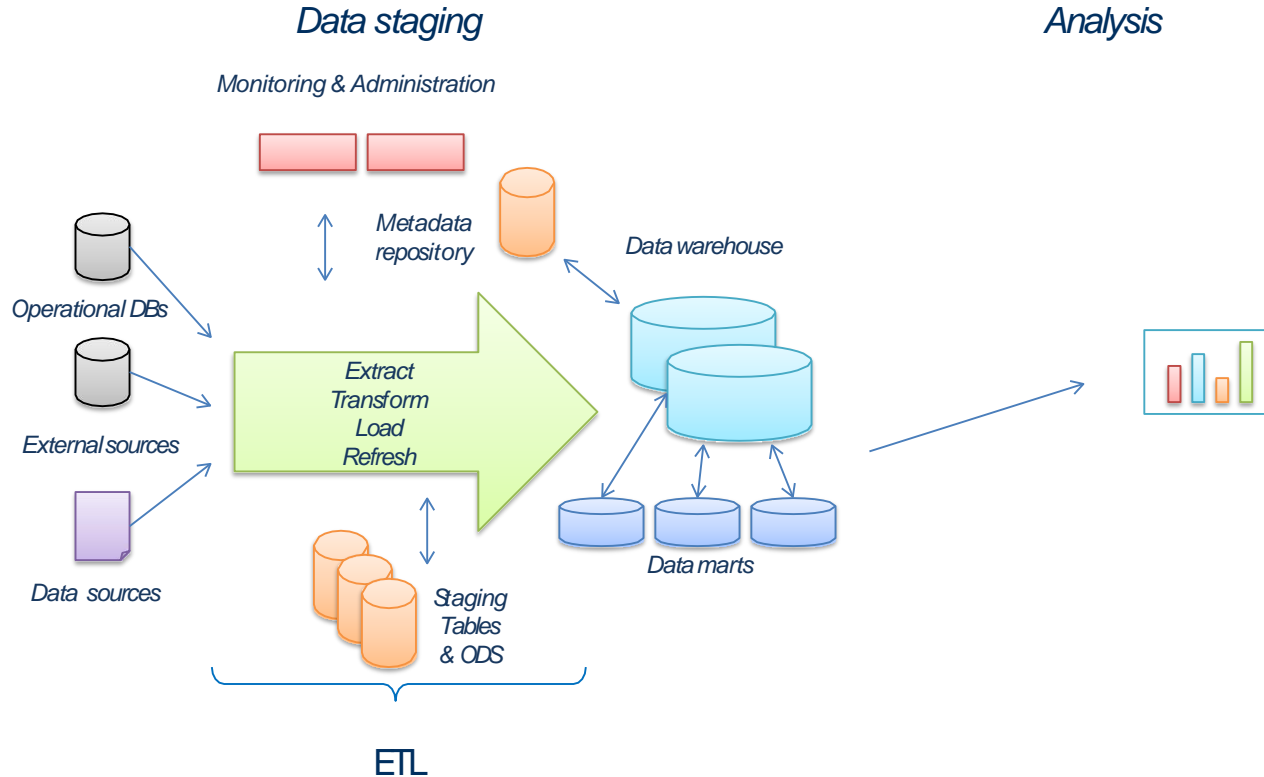 Data staging
Analysis
Monitoring & Administration
Metadata
repository
Data warehouse
Operational DBs
Extract
Transform
Load
Refresh
External sources
Data marts
Data sources
Staging
Tables
& ODS
ETL